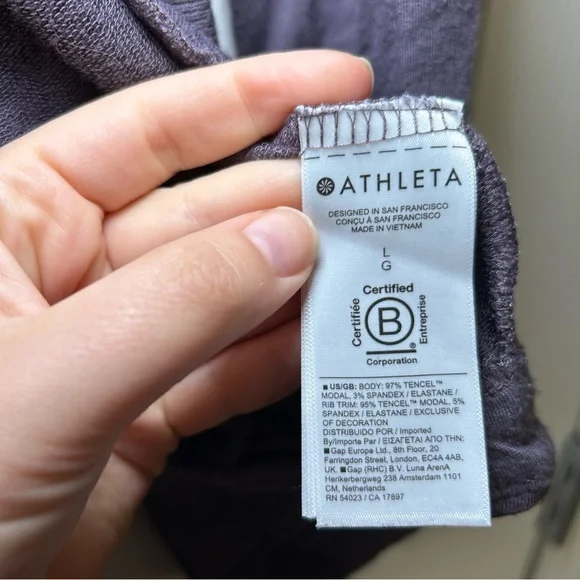 ATHLETA
DESIGNED IN SAN FRANCISCO
CONÇU À SAN FRANCISCO
MADE IN VIETNAM
L
G
Certified
Certifiée
B
Entreprise
®
Corporation
■ US/GB: BODY: 97% TENCEL™
MODAL, 3% SPANDEX / ELASTANE /
RIB TRIM: 95% TENCEL™ MODAL, 5%
SPANDEX / ELASTANE / EXCLUSIVE
OF DECORATION
DISTRIBUIDO POR / Imported
By/Importe Par / ΕΙΣΑΓΕΤΑΙ ΑΠΟ ΤΗΝ:
■ Gap Europe Ltd., 8th Floor, 20
Farringdon Street, London, EC4A 4AB,
UK. ■ Gap (RHC) B.V. Luna ArenA
Herikerbergweg 238 Amsterdam 1101
CM, Netherlands
RN 54023 / CA 17897